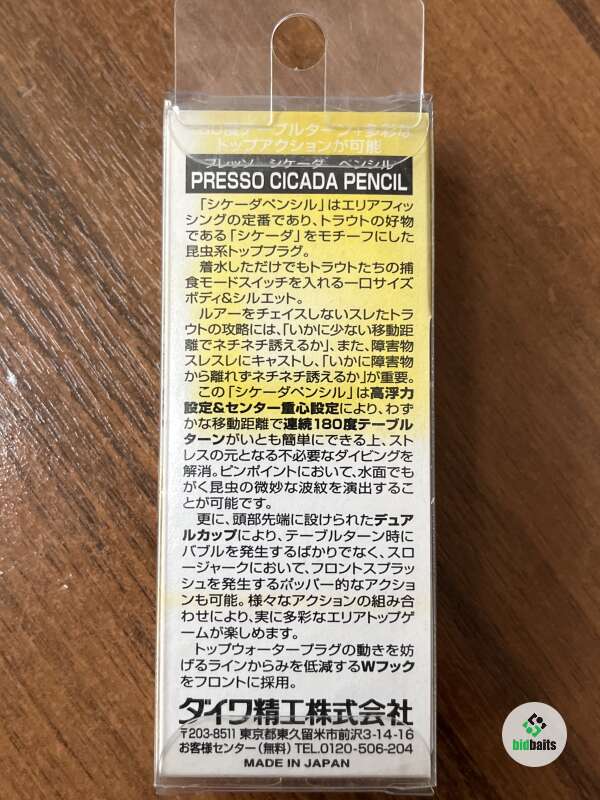 180度テーブルターン+多彩な
トップアクションが可能
プレッソ シケーダ ペンシル
PRESSO CICADA PENCIL
「シケーダペンシル」はエリアフィッ
シングの定番であり、トラウトの好物
である「シケーダ」をモチーフにした
昆虫系トッププラグ。
着水しただけでもトラウトたちの捕
食モードスイッチを入れる一口サイズ
ボディ&シルエット。
ルアーをチェイスしないスレたトラ
ウトの攻略には、「いかに少ない移動距
離でネチネチ誘えるか」、また、障害物
スレスレにキャストし、「いかに障害物
から離れずネチネチ誘えるか」が重要。
この「シケーダペンシル」は高浮力
設定&センター重心設定により、わず
かな移動距離で連続180度テーブル
ターンがいとも簡単にできる上、スト
レスの元となる不必要なダイビングを
解消。ピンポイントにおいて、水面でも
がく昆虫の微妙な波紋を演出するこ
とが可能です。
更に、頭部先端に設けられたデュア
ルカップにより、テーブルターン時に
バブルを発生するばかりでなく、スロ
ージャークにおいて、フロントスプラッ
シュを発生するポッパー的なアクショ
ンも可能。様々なアクションの組み合
わせにより、実に多彩なエリアトップゲ
ームが楽しめます。
トップウォータープラグの動きを妨
げるラインからみを低減するWフック
をフロントに採用。
ダイワ精工株式会社
〒203-8511 東京都東久留米市前沢3-14-16
お客様センター(無料) TEL.0120-506-204
MADE IN JAPAN
bidbaits